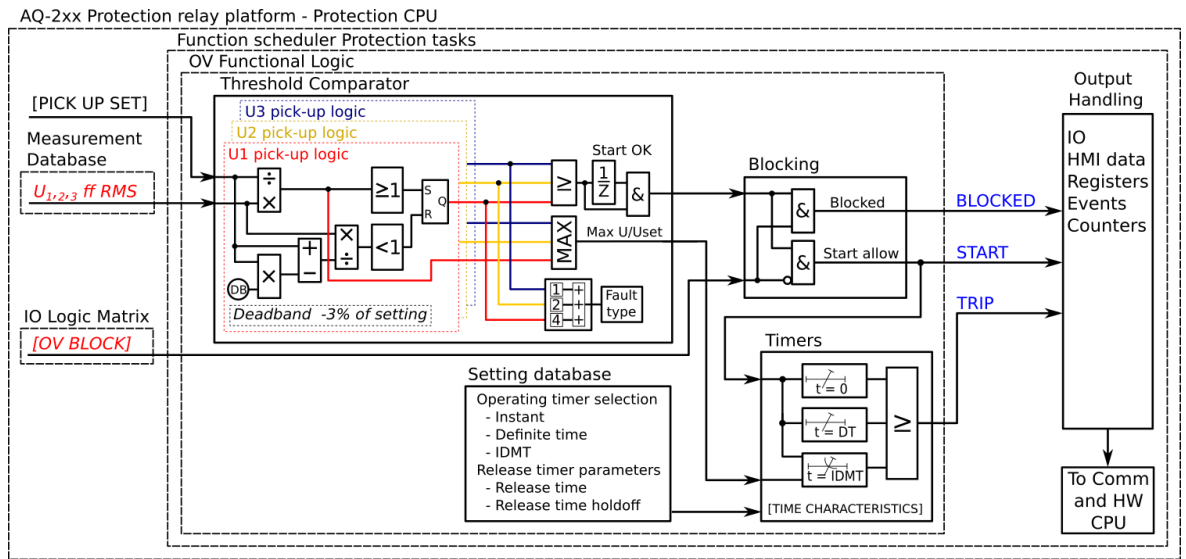 AQ-2xx Protection relay platform - Protection CPU
Function scheduler Protection tasks
OV Functional Logic
Threshold Comparator
[PICK UP SET]
Measurement
Database
U1,2,3 ff RMS
IO Logic Matrix
[OV BLOCK]
U3 pick-up logic
U2 pick-up logic
U1 pick-up logic
÷
×
≥1
S
R
Q
×
÷
<1
+
−
×
DB
Deadband -3% of setting
≥
Start OK
1
Z
&
MAX
Max U/Uset
1 +
2 +
4 +
Fault
type
Blocking
&
Blocked
&
Start allow
BLOCKED
START
TRIP
Setting database
Operating timer selection
- Instant
- Definite time
- IDMT
Release timer parameters
- Release time
- Release time holdoff
Timers
t = 0
t = DT
t = IDMT
≥
[TIME CHARACTERISTICS]
Output
Handling
IO
HMI data
Registers
Events
Counters
To Comm
and HW
CPU